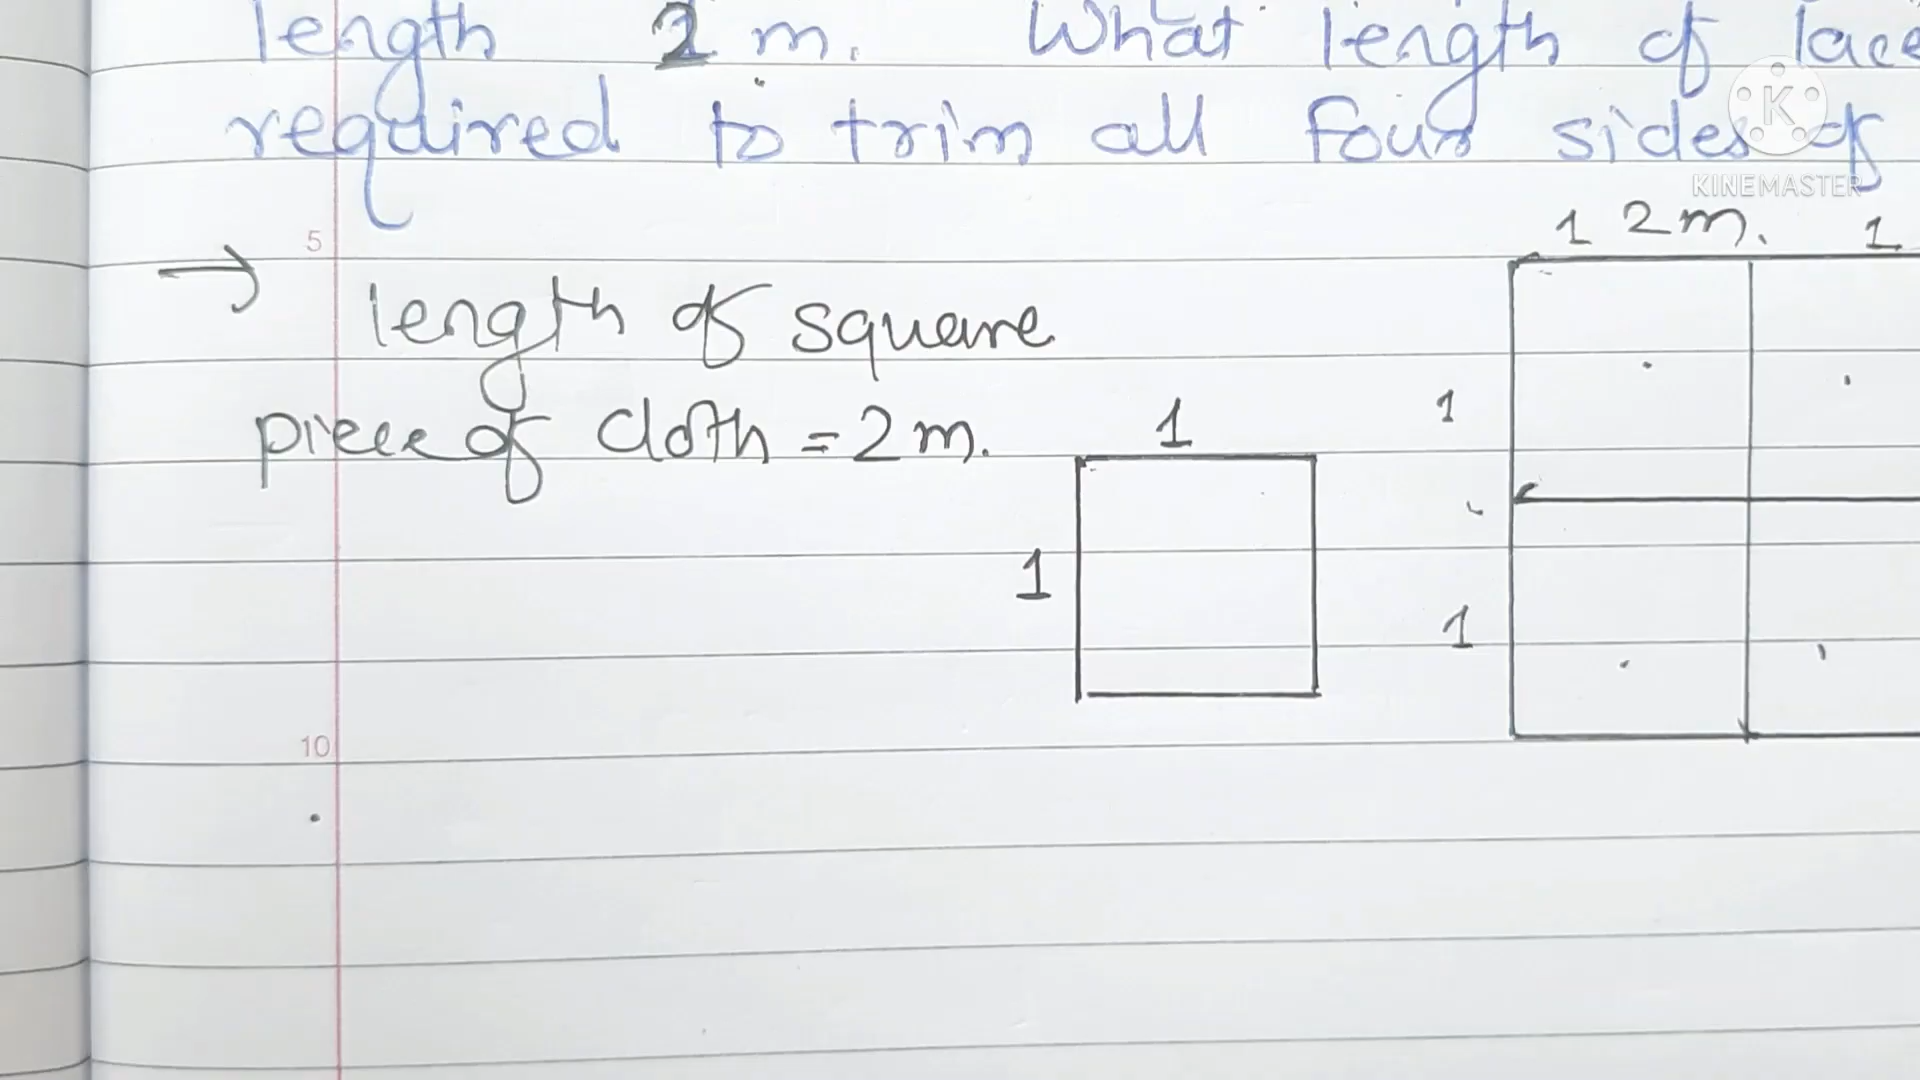 length 2 m. What length of lace
required to trim all four sides of
KINEMASTER
1 2m. 1
5
→ length of square
piece of cloth = 2 m.
1
1
1
1
10